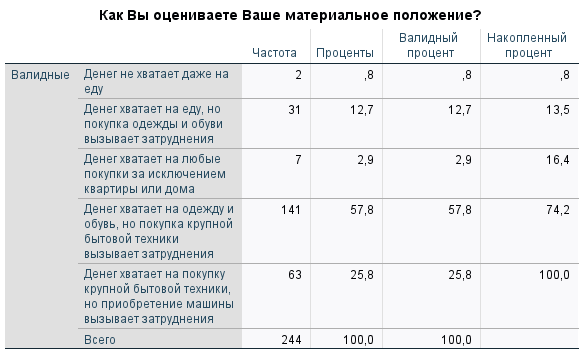 Как Вы оцениваете Ваше материальное положение?
Частота Проценты Валидный процент Накопленный процент
Валидные Денег не хватает даже на еду 2 ,8 ,8 ,8
Денег хватает на еду, но покупка одежды и обуви вызывает затруднения 31 12,7 12,7 13,5
Денег хватает на любые покупки за исключением квартиры или дома 7 2,9 2,9 16,4
Денег хватает на одежду и обувь, но покупка крупной бытовой техники вызывает затруднения 141 57,8 57,8 74,2
Денег хватает на покупку крупной бытовой техники, но приобретение машины вызывает затруднения 63 25,8 25,8 100,0
Всего 244 100,0 100,0